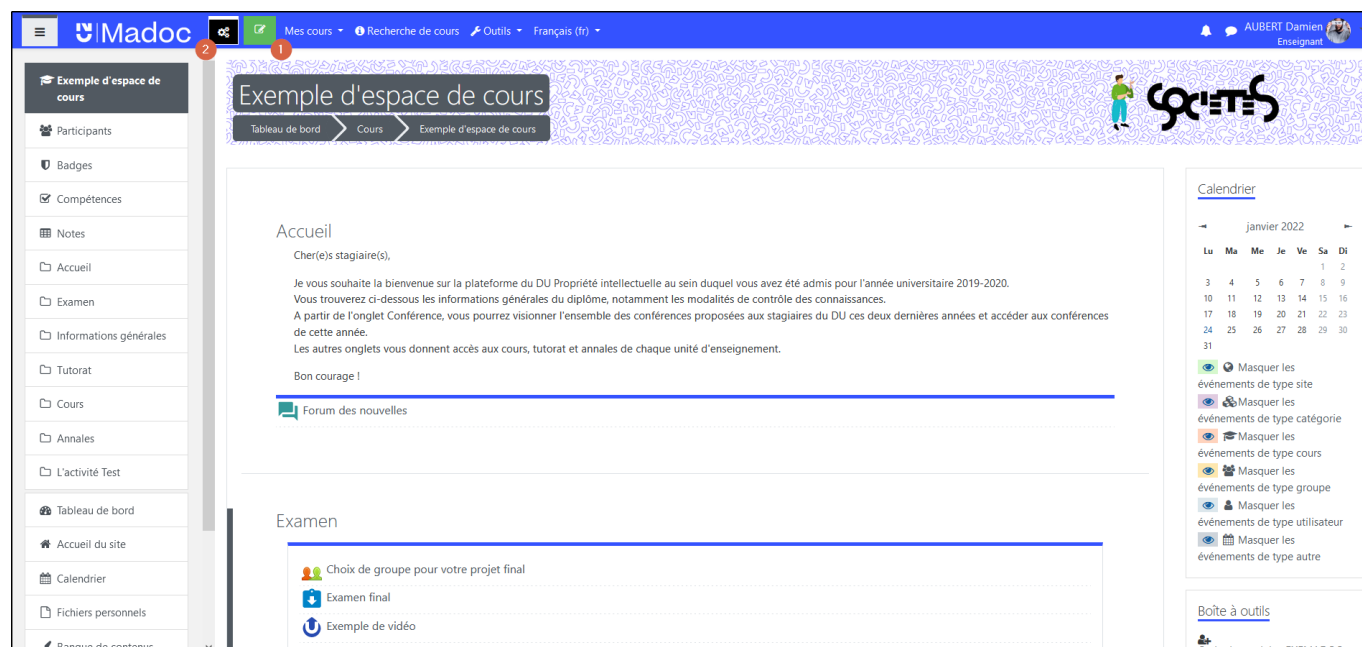 Madoc
Mes cours
Recherche de cours
Outils
Français (fr)
AUBERT Damien
Enseignant
2
1
Exemple d'espace de
cours
Participants
Badges
Compétences
Notes
Accueil
Examen
Informations générales
Tutorat
Cours
Annales
L'activité Test
Tableau de bord
Accueil du site
Calendrier
Fichiers personnels
Banque de contenus
Exemple d'espace de cours
Tableau de bord
Cours
Exemple d'espace de cours
Accueil
Cher(e)s stagiaire(s),
Je vous souhaite la bienvenue sur la plateforme du DU Propriété intellectuelle au sein duquel vous avez été admis pour l'année universitaire 2019-2020.
Vous trouverez ci-dessous les informations générales du diplôme, notamment les modalités de contrôle des connaissances.
A partir de l'onglet Conférence, vous pourrez visionner l'ensemble des conférences proposées aux stagiaires du DU ces deux dernières années et accéder aux conférences
de cette année.
Les autres onglets vous donnent accès aux cours, tutorat et annales de chaque unité d'enseignement.
Bon courage !
Forum des nouvelles
Examen
Choix de groupe pour votre projet final
Examen final
Exemple de vidéo
Calendrier
janvier 2022
Lu Ma Me Je Ve Sa Di
1 2
3 4 5 6 7 8 9
10 11 12 13 14 15 16
17 18 19 20 21 22 23
24 25 26 27 28 29 30
31
Masquer les
événements de type site
Masquer les
événements de type catégorie
Masquer les
événements de type cours
Masquer les
événements de type groupe
Masquer les
événements de type utilisateur
Masquer les
événements de type autre
Boîte à outils